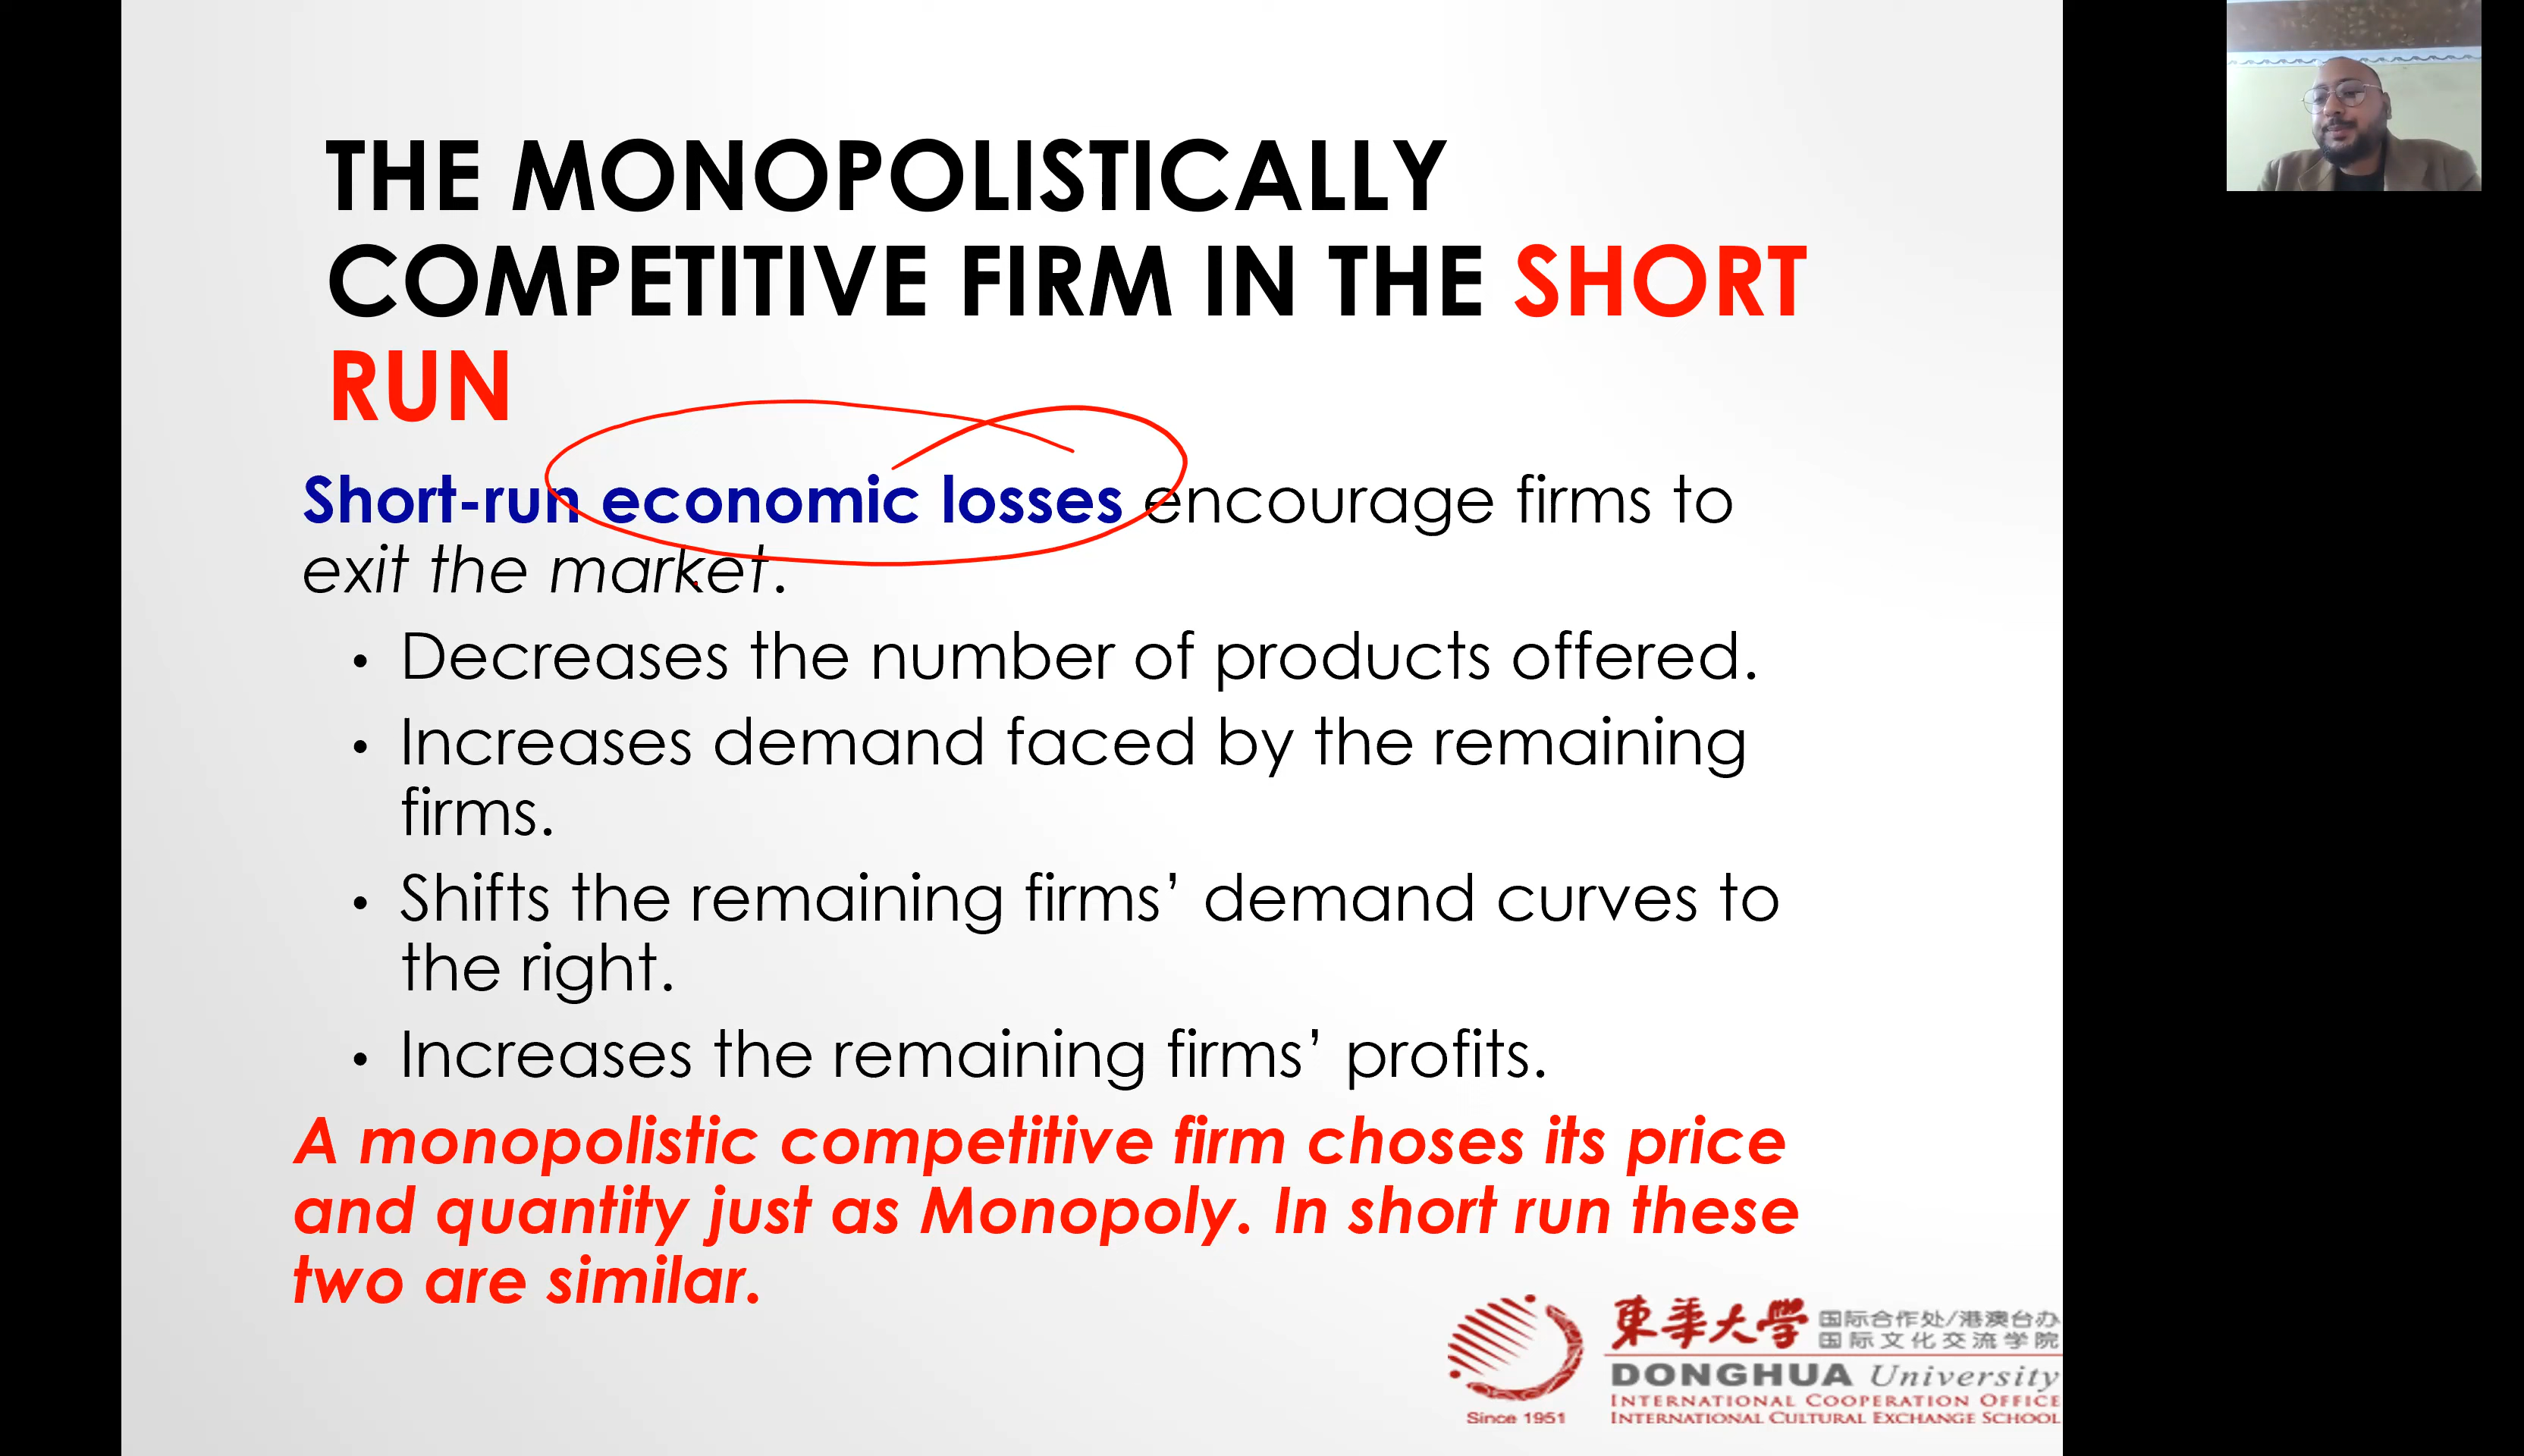 THE MONOPOLISTICALLY
COMPETITIVE FIRM IN THE SHORT
RUN
Short-run economic losses encourage firms to
exit the market.
• Decreases the number of products offered.
• Increases demand faced by the remaining
firms.
• Shifts the remaining firms’ demand curves to
the right.
• Increases the remaining firms’ profits.
A monopolistic competitive firm choses its price
and quantity just as Monopoly. In short run these
two are similar.
東華大學
国际合作处/港澳台办
国际文化交流学院
DONGHUA University
INTERNATIONAL COOPERATION OFFICE
INTERNATIONAL CULTURAL EXCHANGE SCHOOL
Since 1951